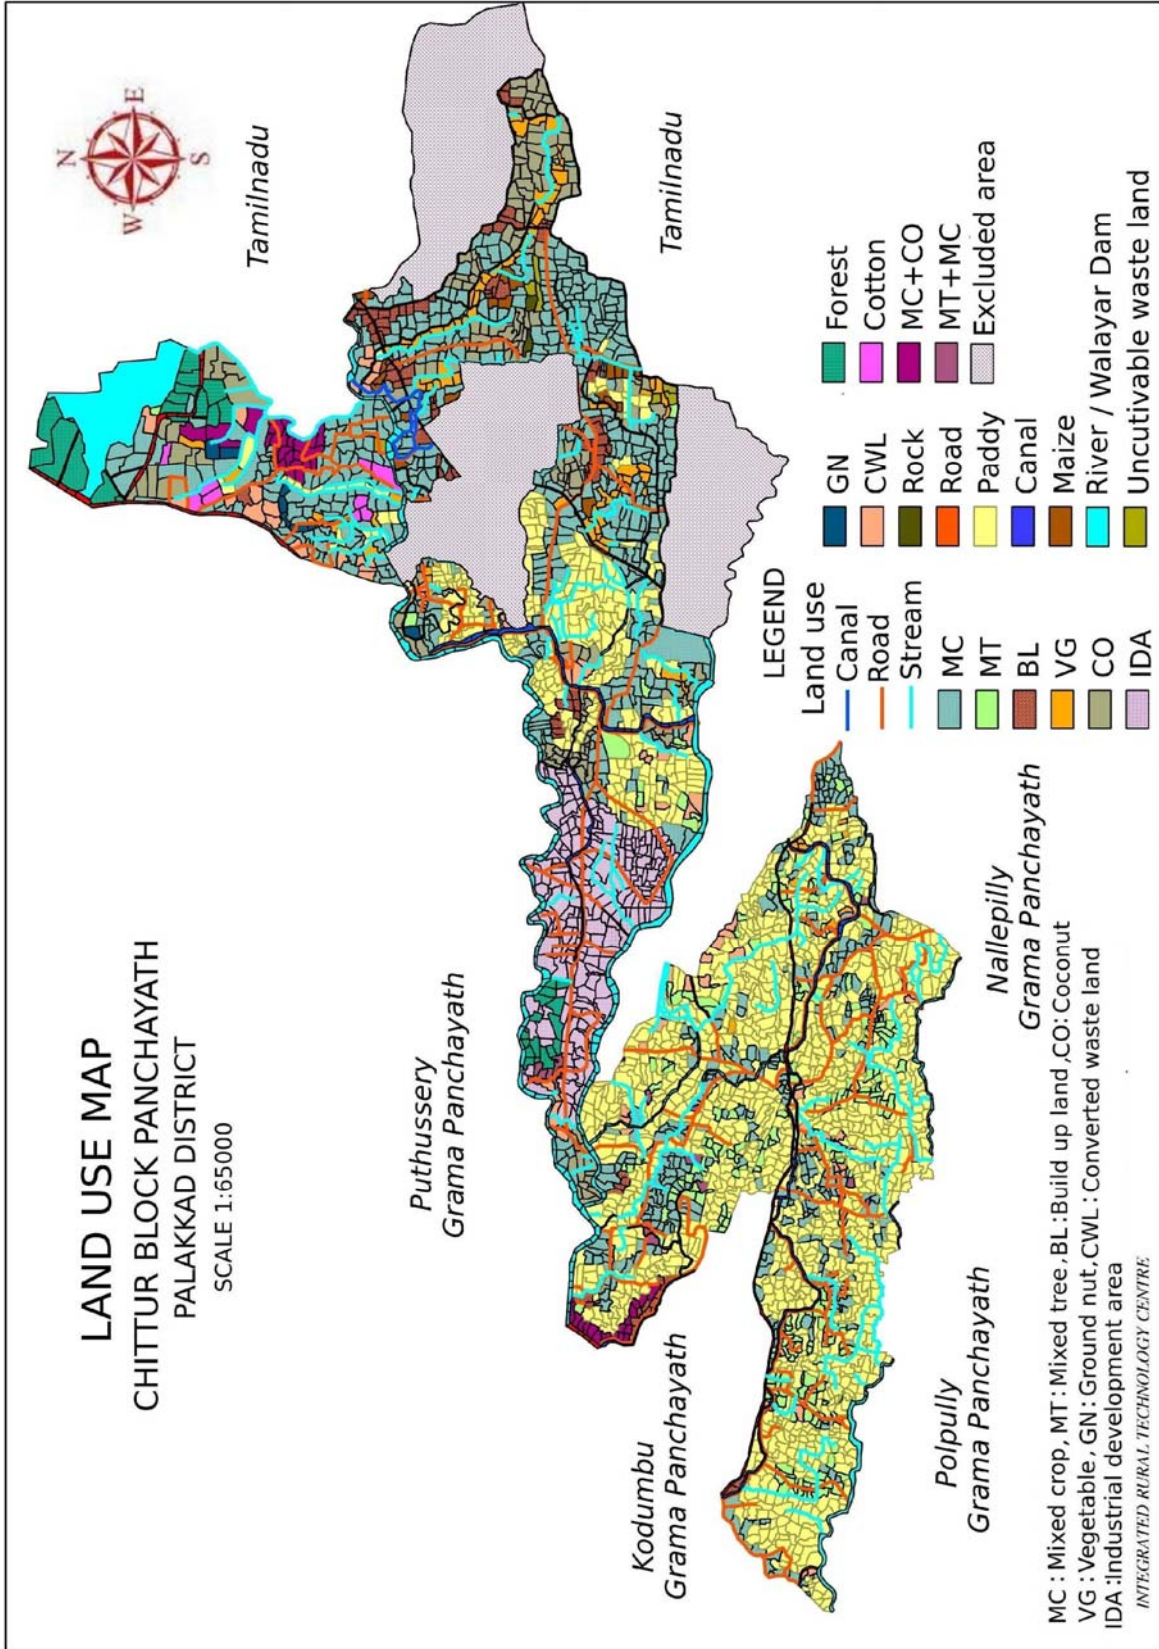 LAND USE MAP
CHITTUR BLOCK PANCHAYATH
PALAKKAD DISTRICT
SCALE 1:65000
N
E
S
W
Tamilnadu
Tamilnadu
Puthussery
Grama Panchayath
Kodumbu
Grama Panchayath
Polpully
Grama Panchayath
Nallepilly
Grama Panchayath
LEGEND
Land use
Canal
Road
Stream
MC
MT
BL
VG
CO
IDA
GN
CWL
Rock
Road
Paddy
Canal
Maize
River / Walayar Dam
Uncutivable waste land
Forest
Cotton
MC+CO
MT+MC
Excluded area
MC : Mixed crop, MT : Mixed tree, BL : Build up land ,CO: Coconut
VG : Vegetable , GN : Ground nut, CWL : Converted waste land
IDA :Industrial development area
INTEGRATED RURAL TECHNOLOGY CENTRE